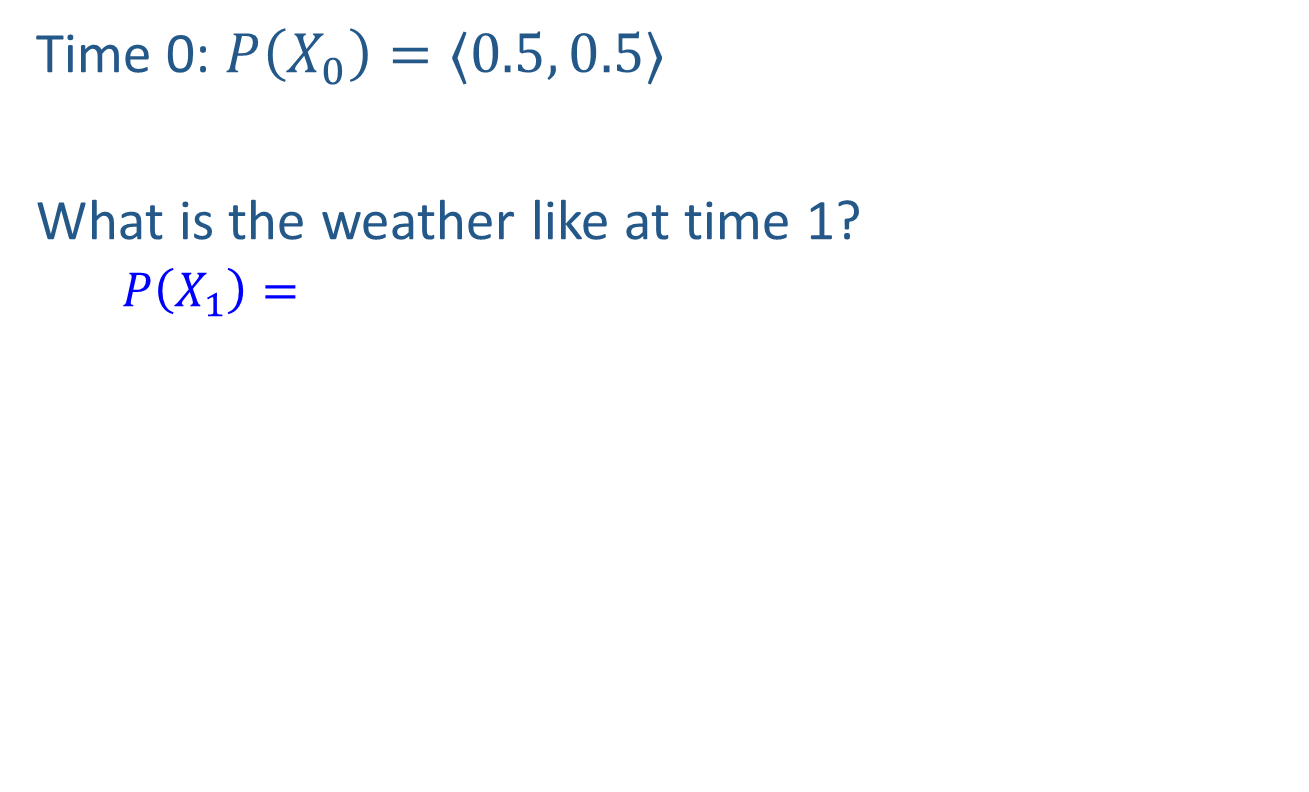 Time 0: P(X₀) = ⟨0.5, 0.5⟩
What is the weather like at time 1?
P(X₁) =